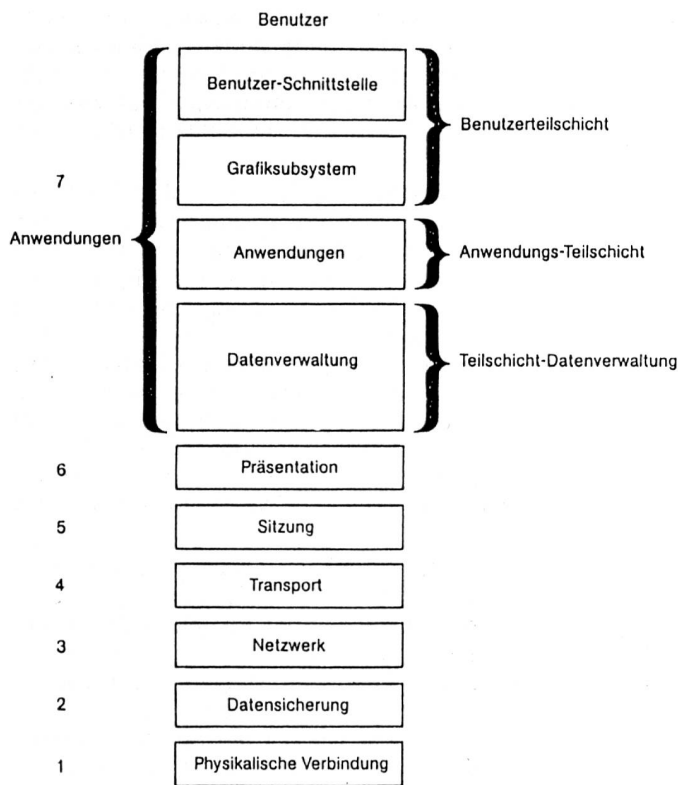 Benutzer
Benutzer-Schnittstelle
Benutzerteilschicht
Grafiksubsystem
7
Anwendungen
Anwendungen
Anwendungs-Teilschicht
Datenverwaltung
Teilschicht-Datenverwaltung
6
Präsentation
5
Sitzung
4
Transport
3
Netzwerk
2
Datensicherung
1
Physikalische Verbindung